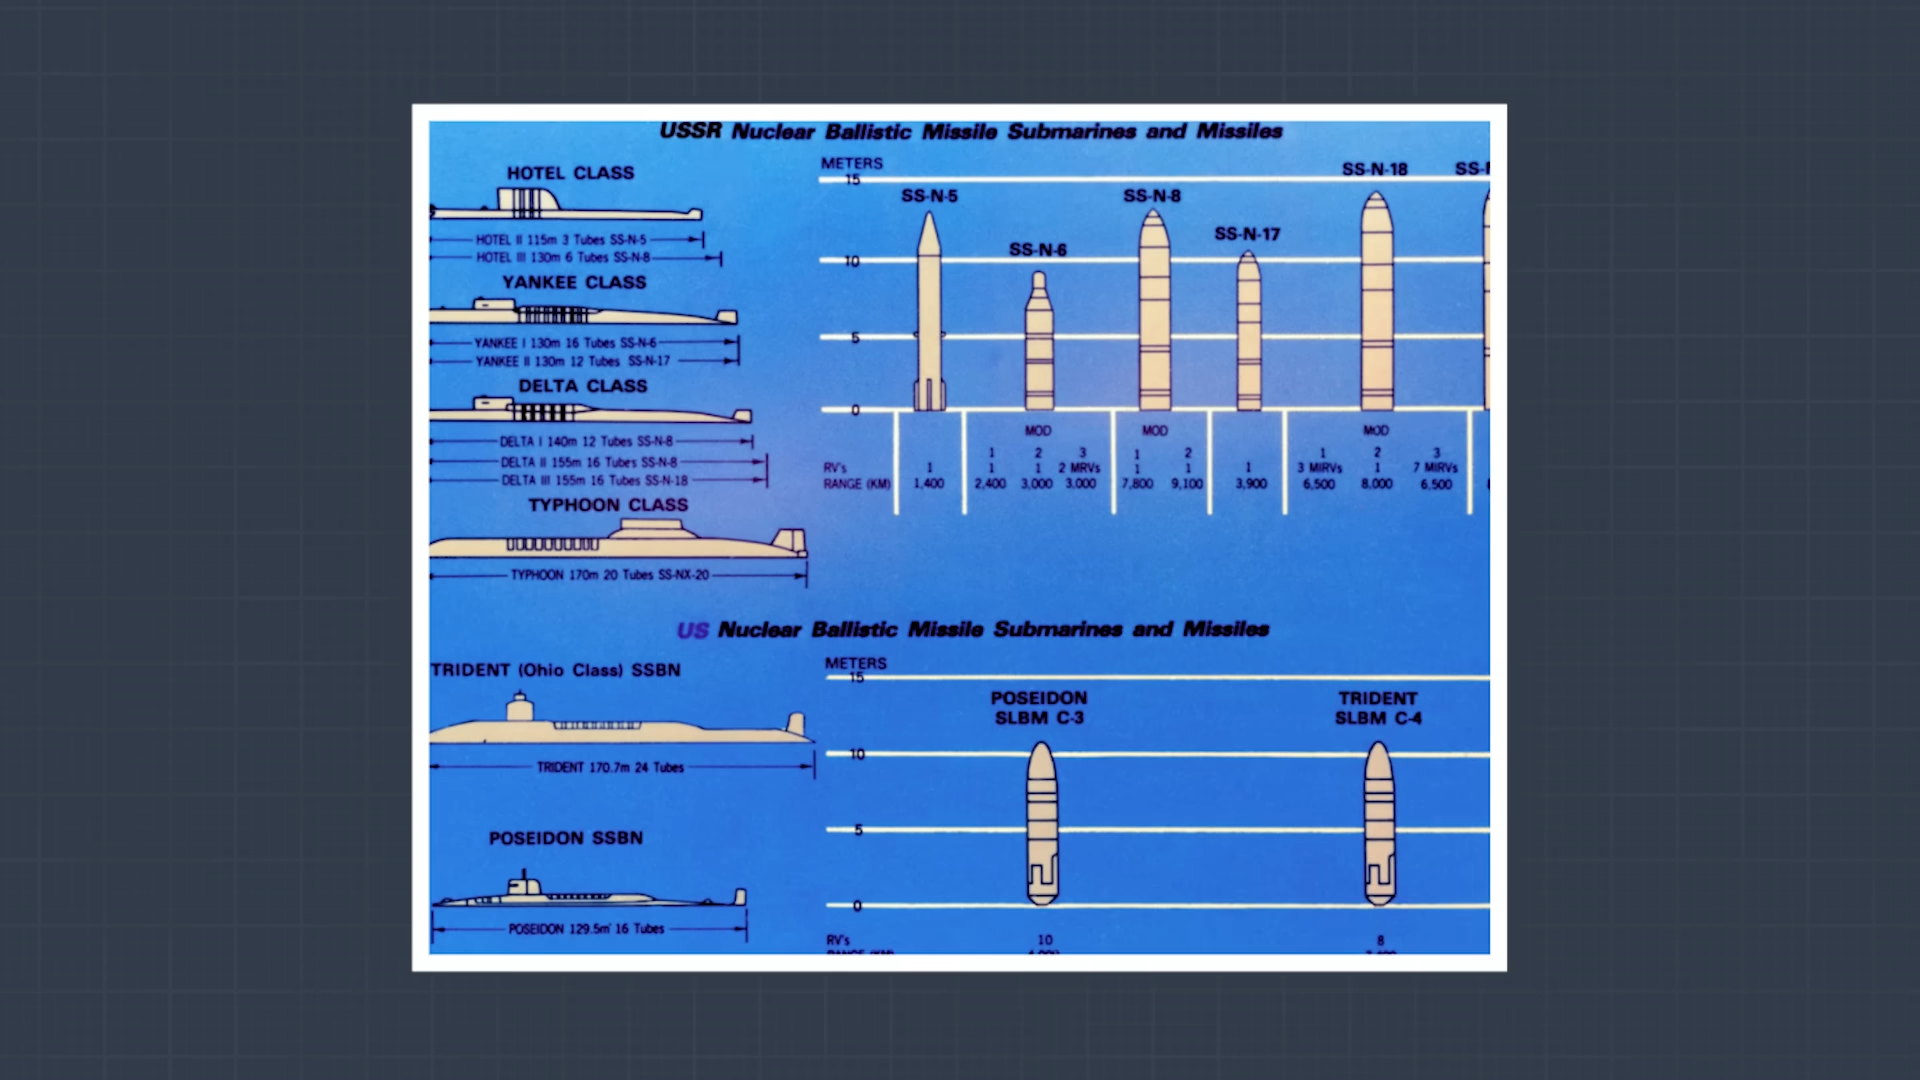 USSR Nuclear Ballistic Missile Submarines and Missiles
HOTEL CLASS
HOTEL II 115m 3 Tubes SS-N-5
HOTEL III 130m 6 Tubes SS-N-8
YANKEE CLASS
YANKEE I 130m 16 Tubes SS-N-6
YANKEE II 130m 12 Tubes SS-N-17
DELTA CLASS
DELTA I 140m 12 Tubes SS-N-8
DELTA II 155m 16 Tubes SS-N-8
DELTA III 155m 16 Tubes SS-N-18
TYPHOON CLASS
TYPHOON 170m 20 Tubes SS-NX-20
METERS
15
10
5
0
SS-N-5
SS-N-6
SS-N-8
SS-N-17
SS-N-18
MOD MOD MOD
1 2 3 1 2 1 2 3
RV's 1 1 1 2 MRVs 1 1 1 3 MIRVs 1 7 MIRVs
RANGE (KM) 1,400 2,400 3,000 3,000 7,800 9,100 3,900 6,500 8,000 6,500
US Nuclear Ballistic Missile Submarines and Missiles
TRIDENT (Ohio Class) SSBN
TRIDENT 170.7m 24 Tubes
POSEIDON SSBN
POSEIDON 129.5m 16 Tubes
METERS
15
10
5
0
POSEIDON
SLBM C-3
TRIDENT
SLBM C-4
RV's 10 8